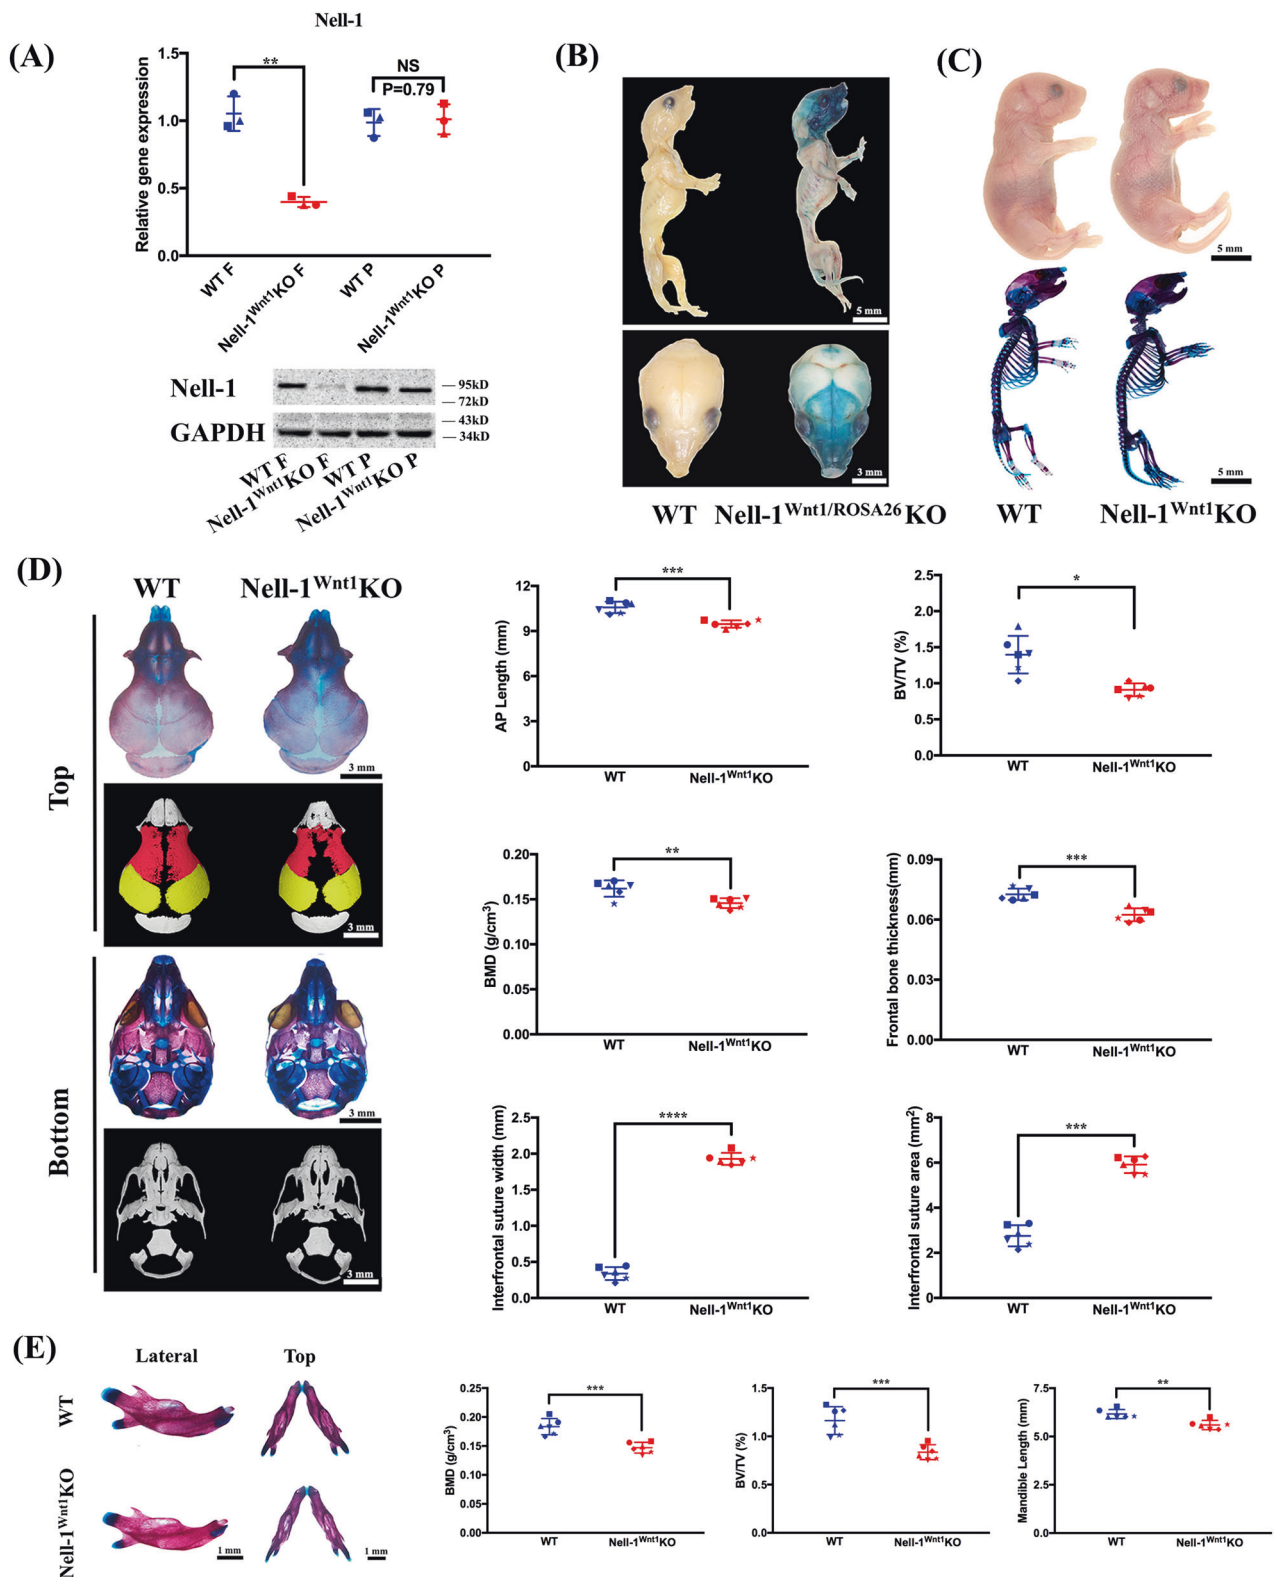 Nell-1
(A)
1.5
**
NS
P=0.79
1.0
0.5
0.0
Relative gene expression
WT F
Nell-1Wnt1KO F
WT P
Nell-1Wnt1KO P
Nell-1
95kD
72kD
GAPDH
43kD
34kD
WT F
Nell-1Wnt1KO F
WT P
Nell-1Wnt1KO P
(B)
5 mm
3 mm
WT Nell-1Wnt1/ROSA26 KO
(C)
5 mm
5 mm
WT Nell-1Wnt1KO
(D)
WT Nell-1Wnt1KO
Top
3 mm
3 mm
Bottom
3 mm
3 mm
AP Length (mm)
12
9
6
3
0
***
WT Nell-1Wnt1KO
BV/TV (%)
2.5
2.0
1.5
1.0
0.5
0.0
*
WT Nell-1Wnt1KO
BMD (g/cm3)
0.20
0.15
0.10
0.05
0.00
**
WT Nell-1Wnt1KO
Frontal bone thickness(mm)
0.09
0.06
0.03
0.00
***
WT Nell-1Wnt1KO
Interfrontal suture width (mm)
2.5
2.0
1.5
1.0
0.5
0.0
****
WT Nell-1Wnt1KO
Interfrontal suture area (mm2)
8
6
4
2
0
***
WT Nell-1Wnt1KO
(E)
Lateral Top
WT
Nell-1Wnt1KO
1 mm 1 mm
BMD (g/cm3)
0.25
0.20
0.15
0.10
0.05
0.00
***
WT Nell-1Wnt1KO
BV/TV (%)
1.5
1.0
0.5
0.0
***
WT Nell-1Wnt1KO
Mandible Length (mm)
7.5
5.0
2.5
0.0
**
WT Nell-1Wnt1KO